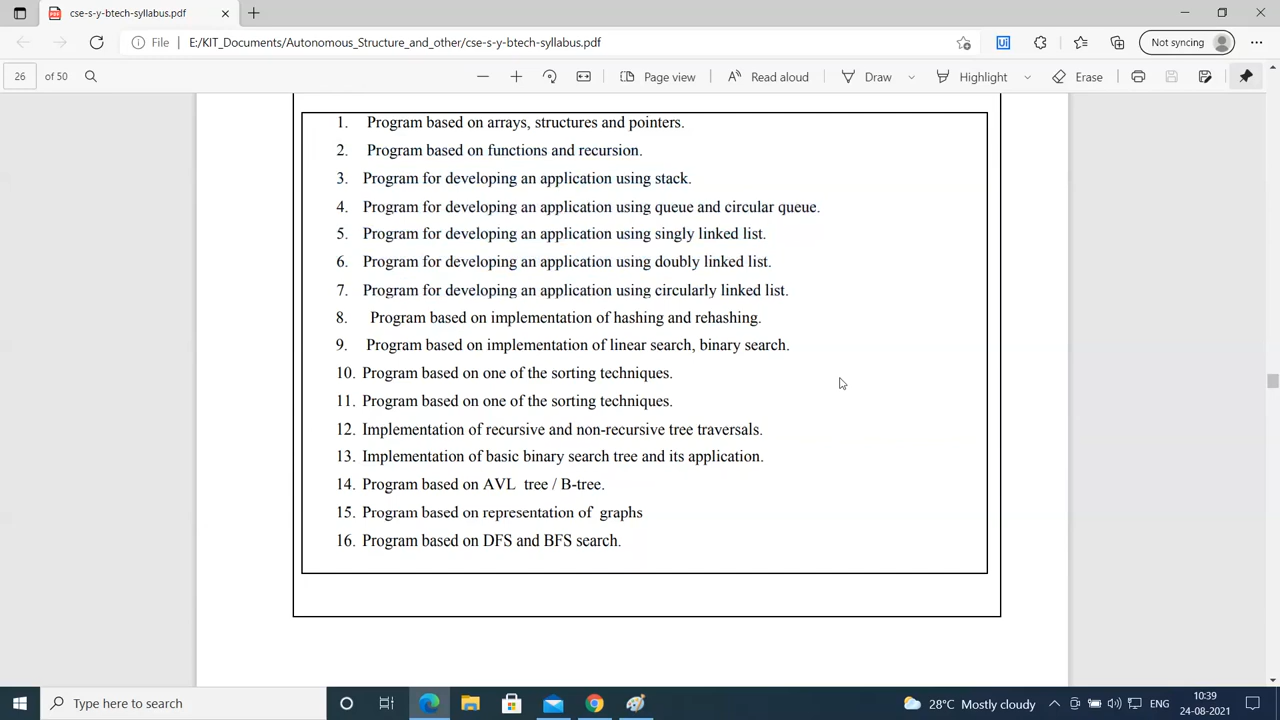 cse-s-y-btech-syllabus.pdf
File E:/KIT_Documents/Autonomous_Structure_and_other/cse-s-y-btech-syllabus.pdf Not syncing
26 of 50 Page view Read aloud Draw Highlight Erase
1. Program based on arrays, structures and pointers.
2. Program based on functions and recursion.
3. Program for developing an application using stack.
4. Program for developing an application using queue and circular queue.
5. Program for developing an application using singly linked list.
6. Program for developing an application using doubly linked list.
7. Program for developing an application using circularly linked list.
8. Program based on implementation of hashing and rehashing.
9. Program based on implementation of linear search, binary search.
10. Program based on one of the sorting techniques.
11. Program based on one of the sorting techniques.
12. Implementation of recursive and non-recursive tree traversals.
13. Implementation of basic binary search tree and its application.
14. Program based on AVL tree / B-tree.
15. Program based on representation of graphs
16. Program based on DFS and BFS search.
Type here to search 28°C Mostly cloudy ENG 10:39
24-08-2021